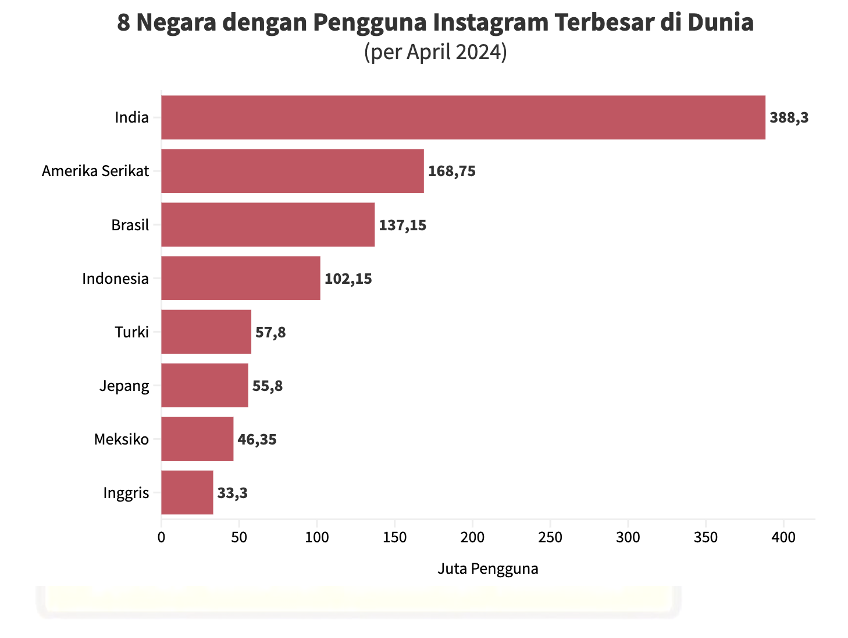 8 Negara dengan Pengguna Instagram Terbesar di Dunia
(per April 2024)
India 388,3
Amerika Serikat 168,75
Brasil 137,15
Indonesia 102,15
Turki 57,8
Jepang 55,8
Meksiko 46,35
Inggris 33,3
0 50 100 150 200 250 300 350 400
Juta Pengguna